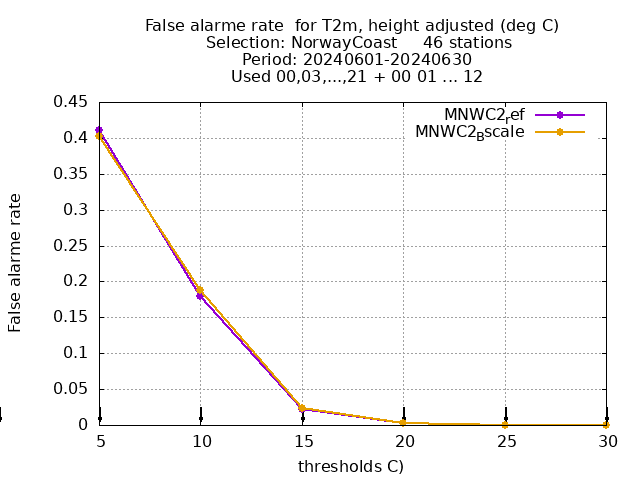 False alarme rate  for T2m, height adjusted (deg C)
Selection: NorwayCoast     46 stations
Period: 20240601-20240630
Used 00,03,...,21 + 00 01 ... 12
MNWC2ref
MNWC2Bscale
0.45
0.4
0.35
0.3
0.25
0.2
0.15
0.1
0.05
0
False alarme rate
5 10 15 20 25 30
thresholds C)